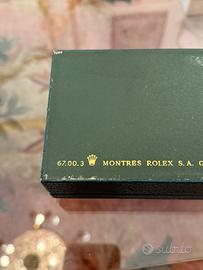 67.00.3 MONTRES ROLEX S.A. G
subito